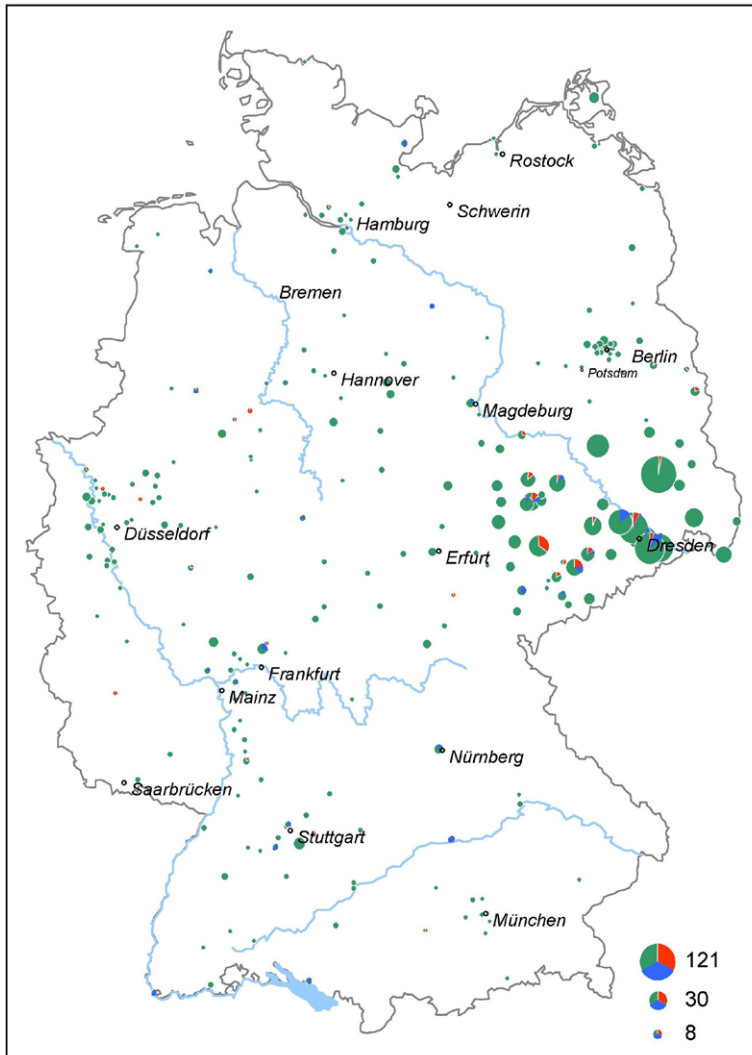 Rostock
Schwerin
Hamburg
Bremen
Berlin
Potsdam
Hannover
Magdeburg
Düsseldorf
Dresden
Erfurt
Frankfurt
Mainz
Nürnberg
Saarbrücken
Stuttgart
München
121
30
8